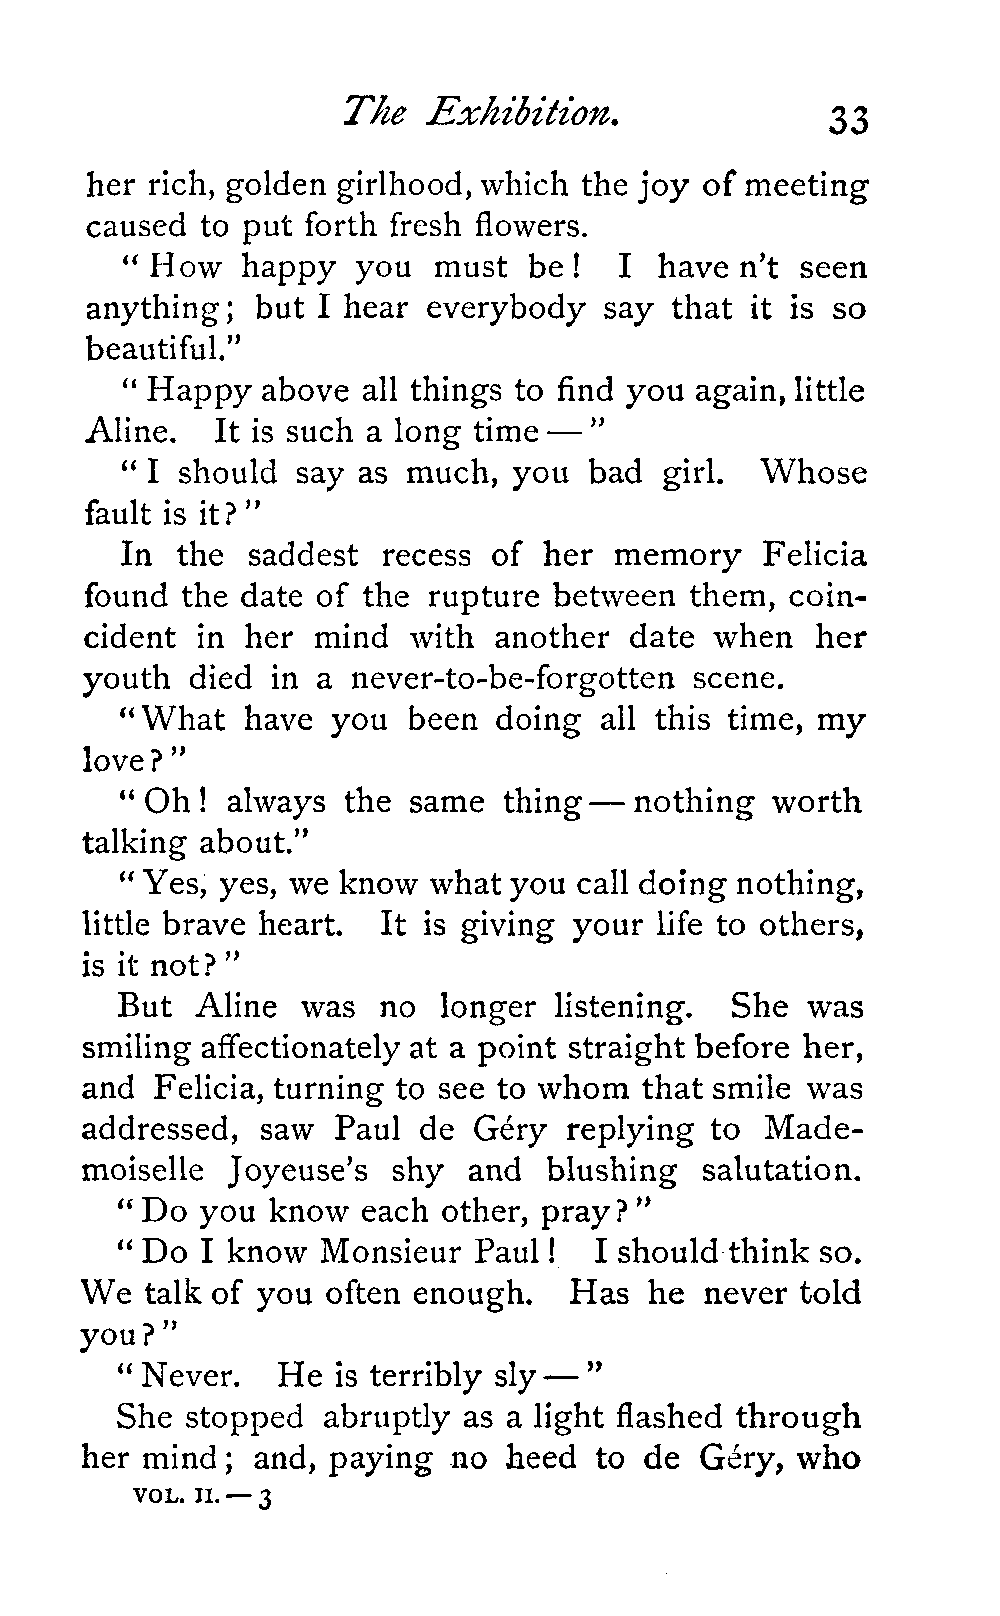 The Exhibition. 33
her rich, golden girlhood, which the joy of meeting
caused to put forth fresh flowers.
“ How happy you must be! I have n't seen
anything; but I hear everybody say that it is so
beautiful.”
“ Happy above all things to find you again, little
Aline. It is such a long time — ”
“ I should say as much, you bad girl. Whose
fault is it? ”
In the saddest recess of her memory Felicia
found the date of the rupture between them, coin-
cident in her mind with another date when her
youth died in a never-to-be-forgotten scene.
“What have you been doing all this time, my
love? ”
“ Oh! always the same thing — nothing worth
talking about.”
“ Yes, yes, we know what you call doing nothing,
little brave heart. It is giving your life to others,
is it not? ”
But Aline was no longer listening. She was
smiling affectionately at a point straight before her,
and Felicia, turning to see to whom that smile was
addressed, saw Paul de Géry replying to Made-
moiselle Joyeuse's shy and blushing salutation.
“ Do you know each other, pray? ”
“ Do I know Monsieur Paul! I should think so.
We talk of you often enough. Has he never told
you? ”
“ Never. He is terribly sly — ”
She stopped abruptly as a light flashed through
her mind; and, paying no heed to de Géry, who
VOL. II. — 3